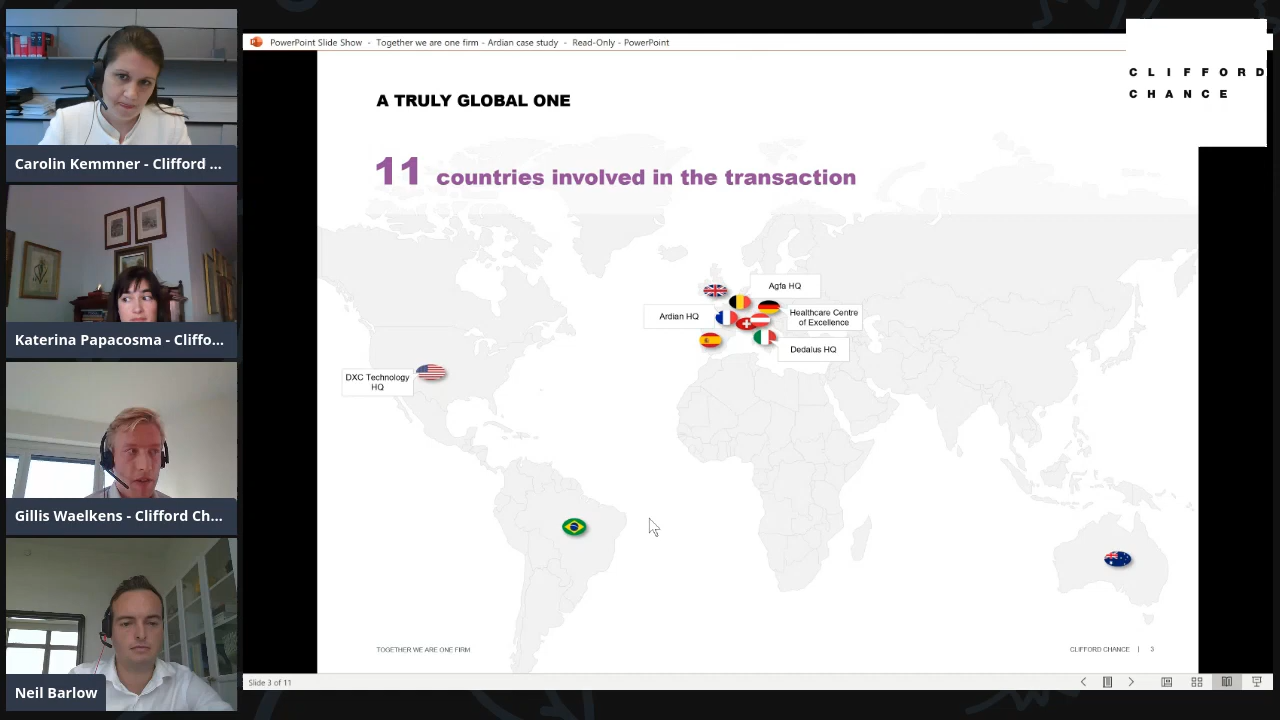 Carolin Kemmner - Clifford ...
Katerina Papacosma - Cliffo...
Gillis Waelkens - Clifford Ch...
Neil Barlow
PowerPoint Slide Show - Together we are one firm - Ardian case study - Read-Only - PowerPoint
CLIFFORD
CHANCE
A TRULY GLOBAL ONE
11 countries involved in the transaction
Agfa HQ
Ardian HQ
Healthcare Centre
of Excellence
Dedalus HQ
DXC Technology
HQ
TOGETHER WE ARE ONE FIRM
CLIFFORD CHANCE | 3
Slide 3 of 11